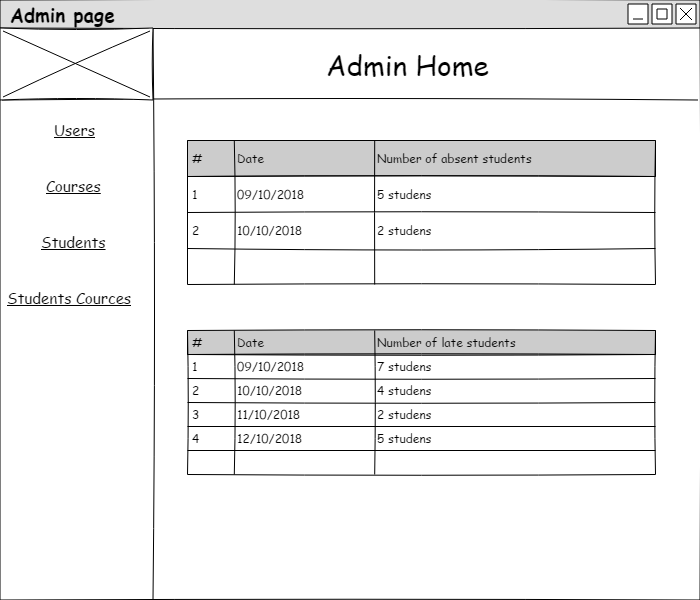 Admin page
Admin Home
Users
Courses
Students
Students Cources
# Date Number of absent students
1 09/10/2018 5 studens
2 10/10/2018 2 studens
# Date Number of late students
1 09/10/2018 7 studens
2 10/10/2018 4 studens
3 11/10/2018 2 studens
4 12/10/2018 5 studens